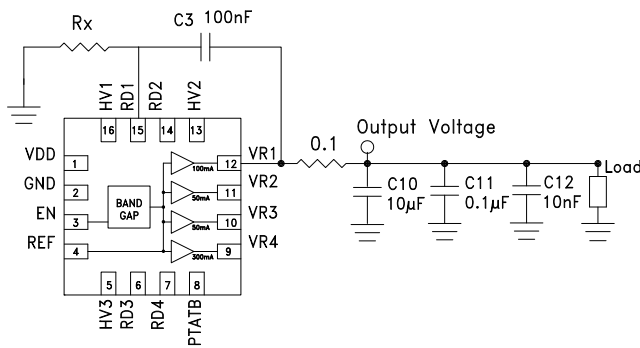 C3 100nF
Rx
HV1
RD1
RD2
HV2
16
15
14
13
VDD
1
GND
2
EN
3
REF
4
BAND
GAP
100mA
50mA
50mA
300mA
12
VR1
11
VR2
10
VR3
9
VR4
5
6
7
8
HV3
RD3
RD4
PTATB
0.1
Output Voltage
C10
10µF
C11
0.1µF
C12
10nF
Load